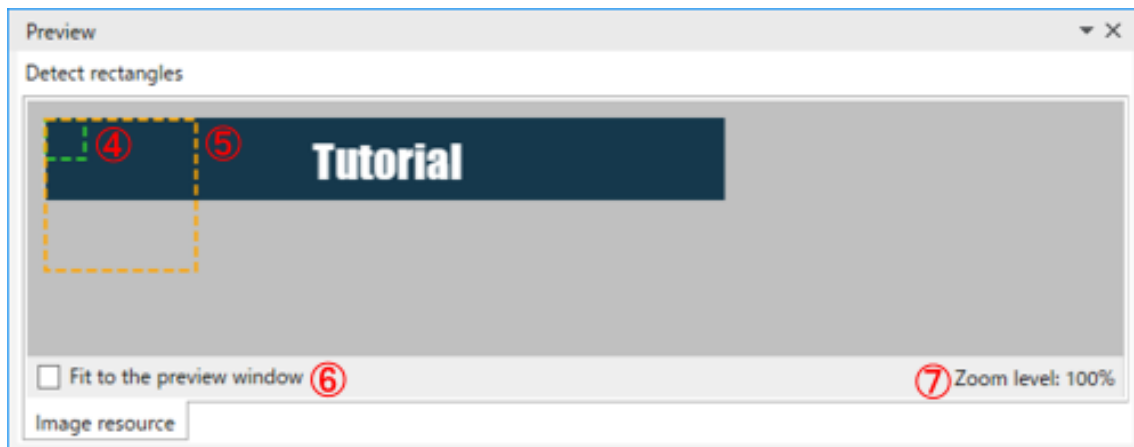 Preview
Detect rectangles
④ ⑤
Tutorial
Fit to the preview window ⑥ ⑦ Zoom level: 100%
Image resource